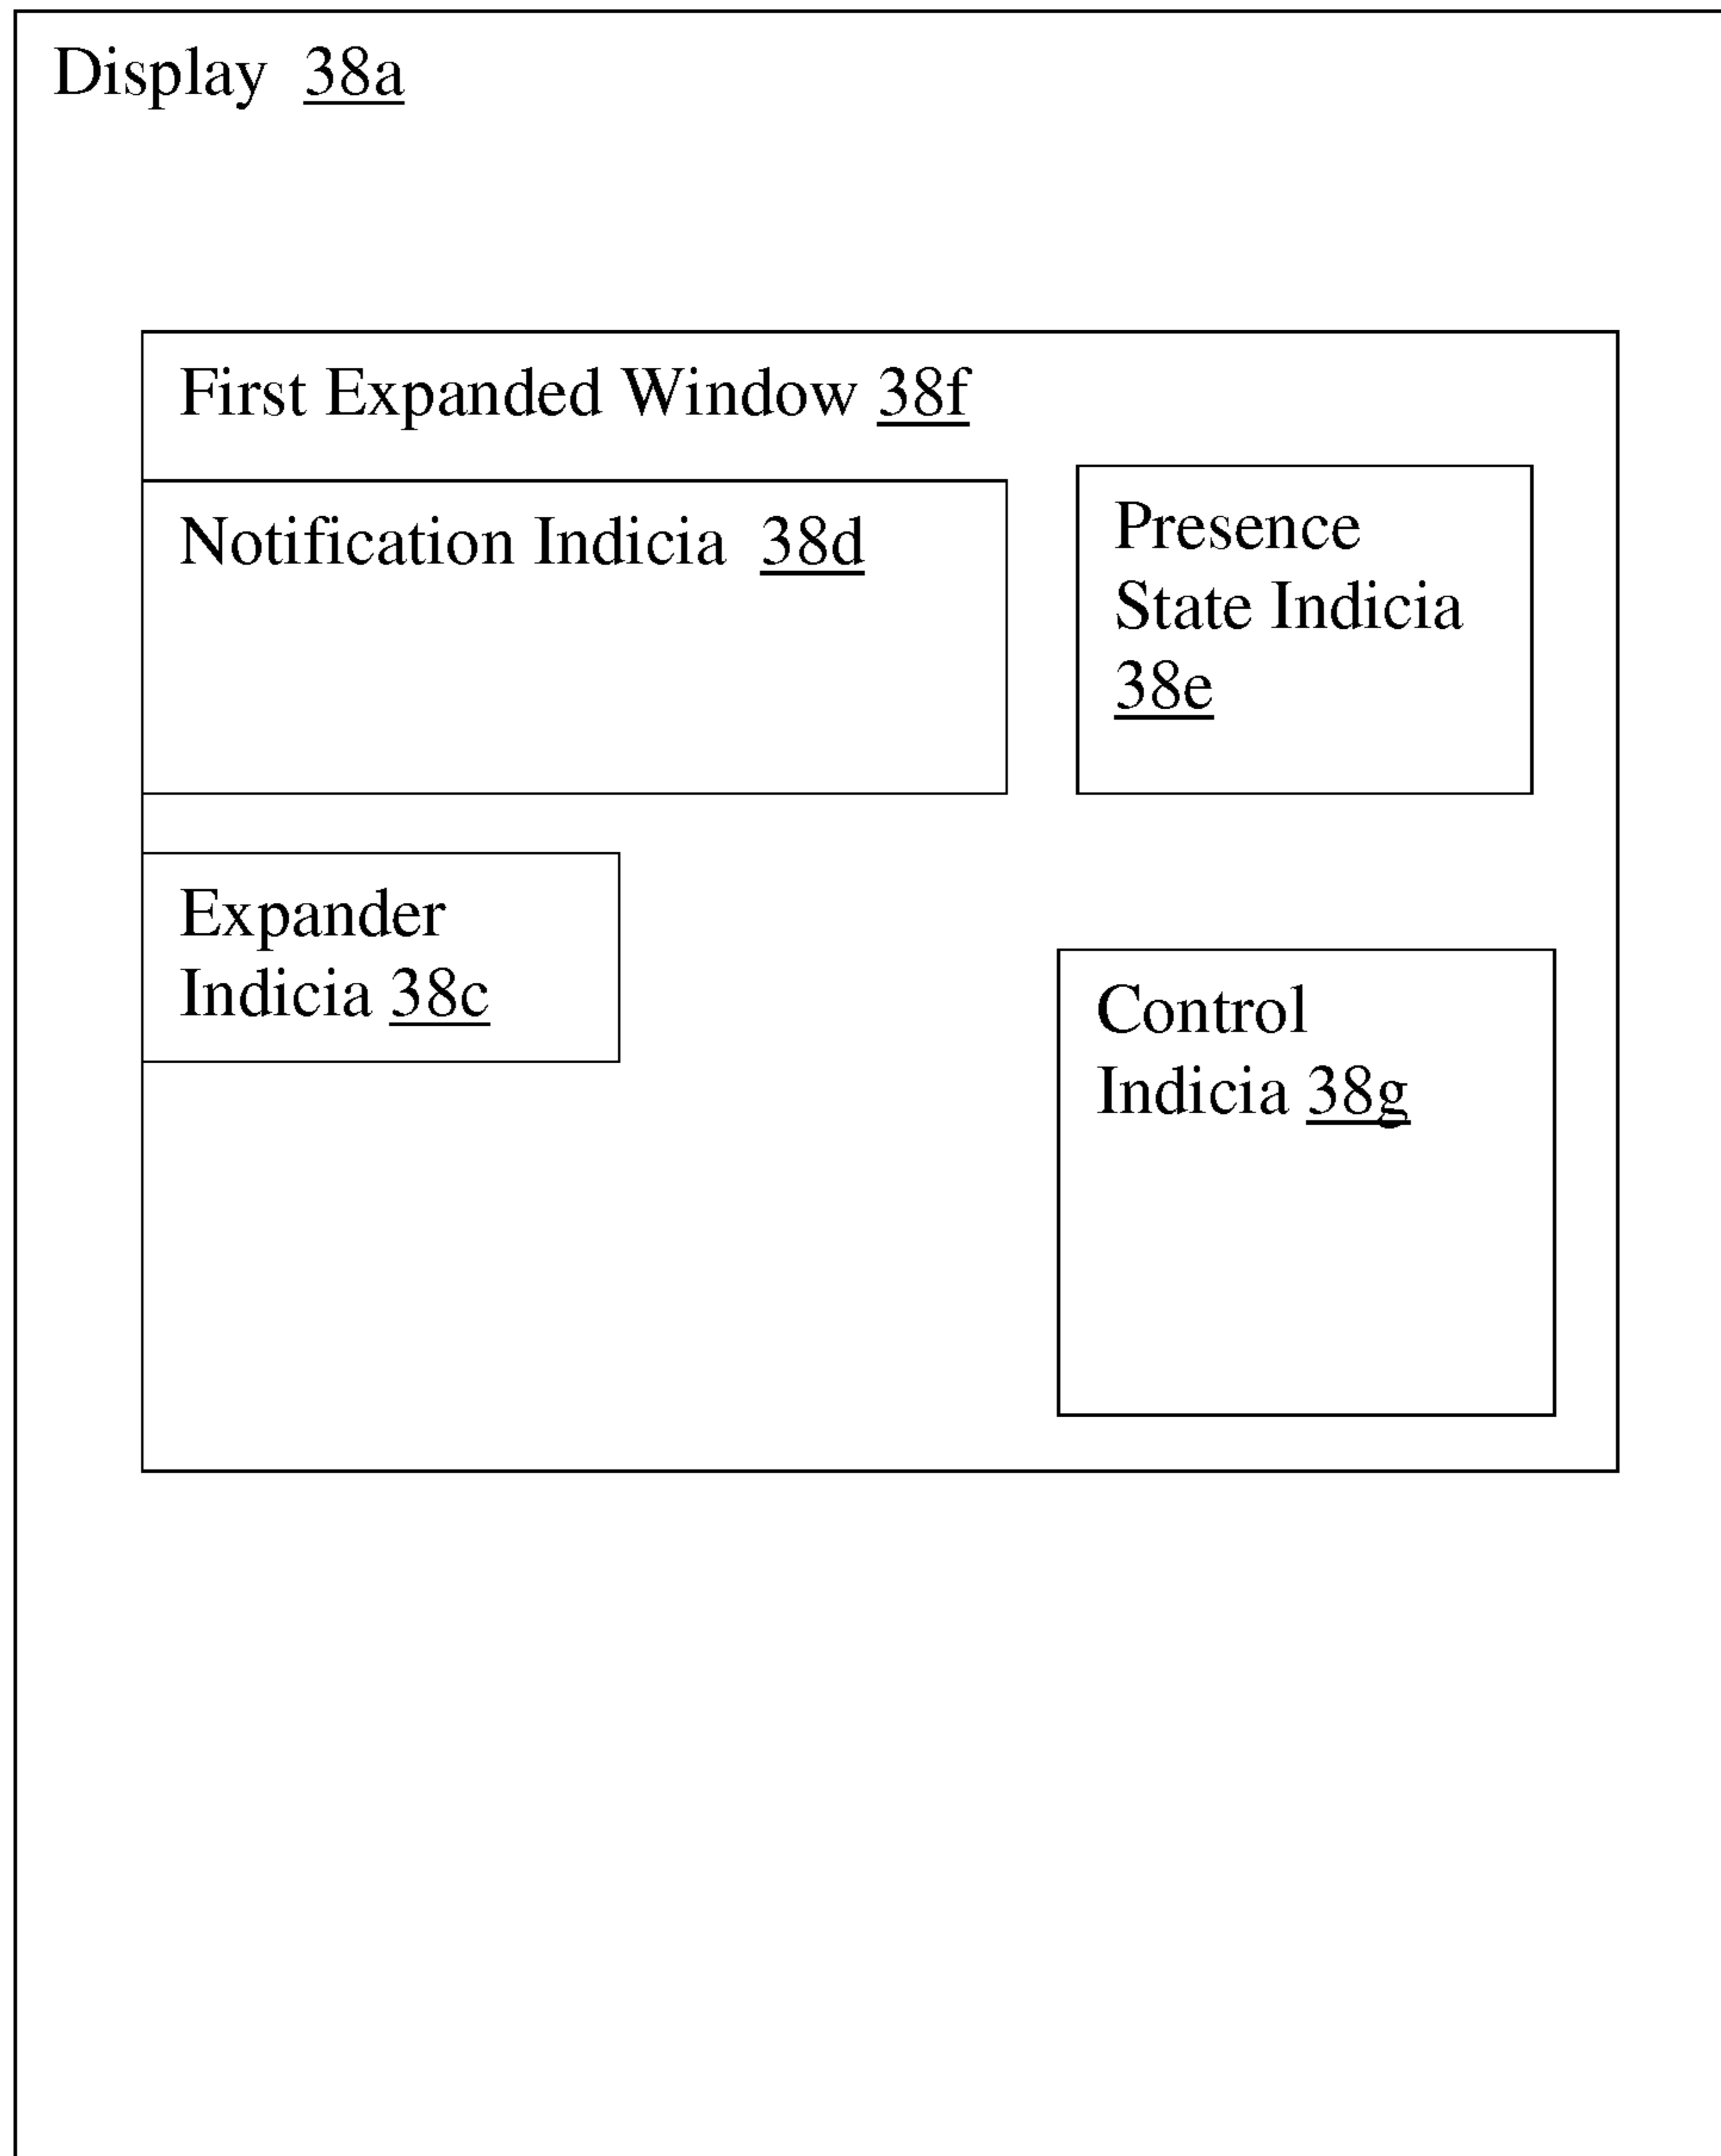 Display 38a
First Expanded Window 38f
Notification Indicia 38d
Presence
State Indicia
38e
Expander
Indicia 38c
Control
Indicia 38g